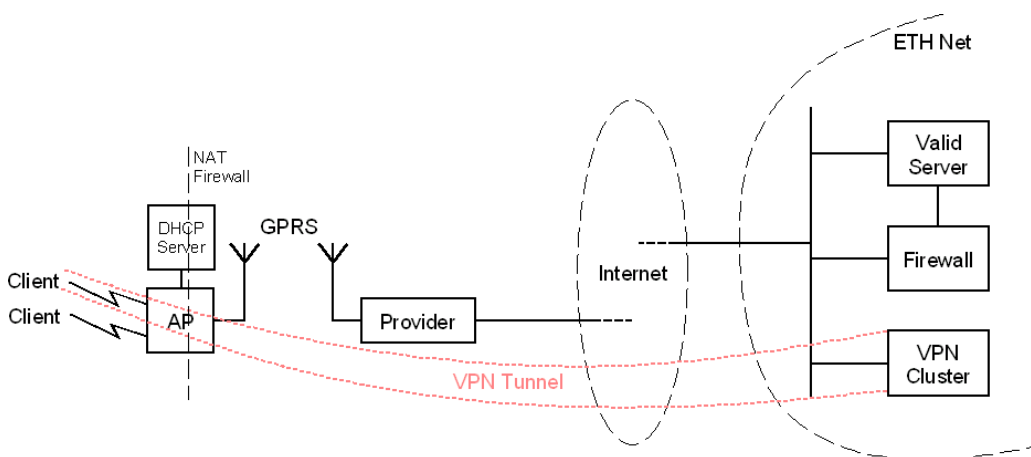 ETH Net
NAT
Firewall
Valid
Server
DHCP
Server
GPRS
Firewall
Internet
Client
Client
AP
Provider
VPN
Cluster
VPN Tunnel